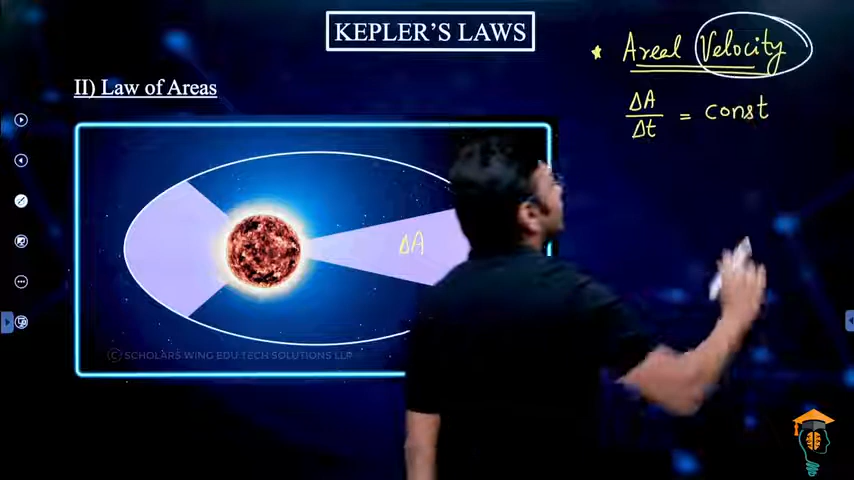 KEPLER'S LAWS
★ Areal Velocity
II) Law of Areas
ΔA
Δt = const
ΔA
© SCHOLARS WING EDU TECH SOLUTIONS LLP